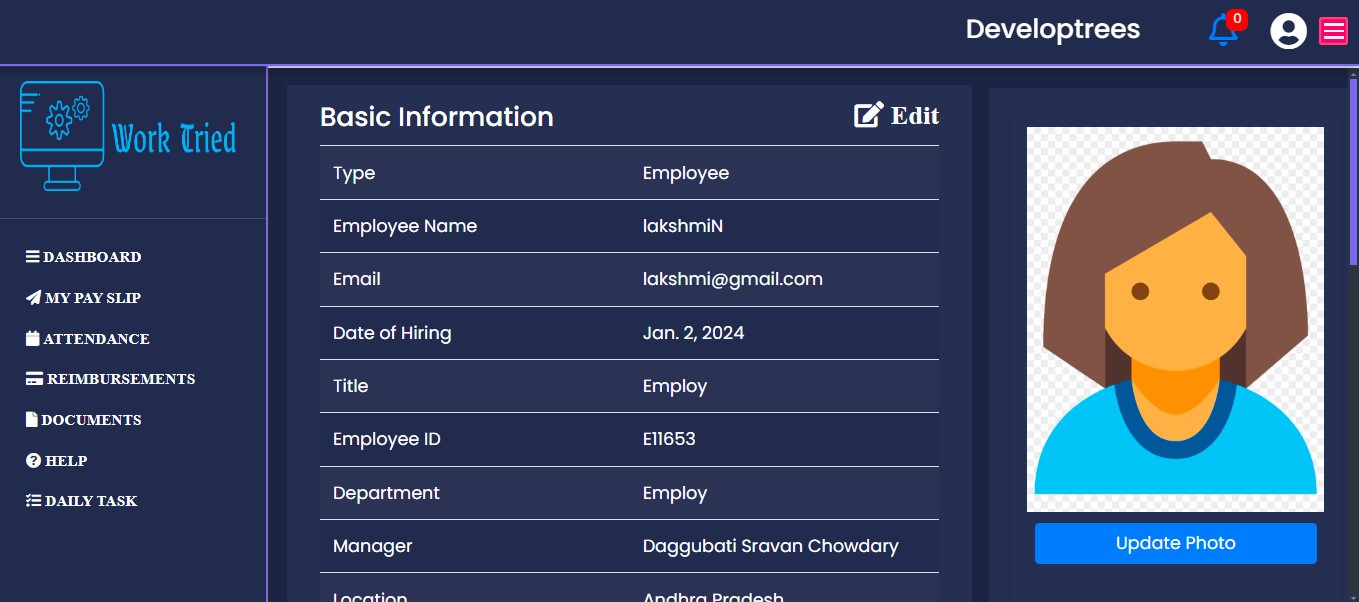 Developtrees
0
Work Tried
DASHBOARD
MY PAY SLIP
ATTENDANCE
REIMBURSEMENTS
DOCUMENTS
HELP
DAILY TASK
Basic Information
Edit
Type Employee
Employee Name lakshmiN
Email lakshmi@gmail.com
Date of Hiring Jan. 2, 2024
Title Employ
Employee ID E11653
Department Employ
Manager Daggubati Sravan Chowdary
Location Andhra Pradesh
Update Photo